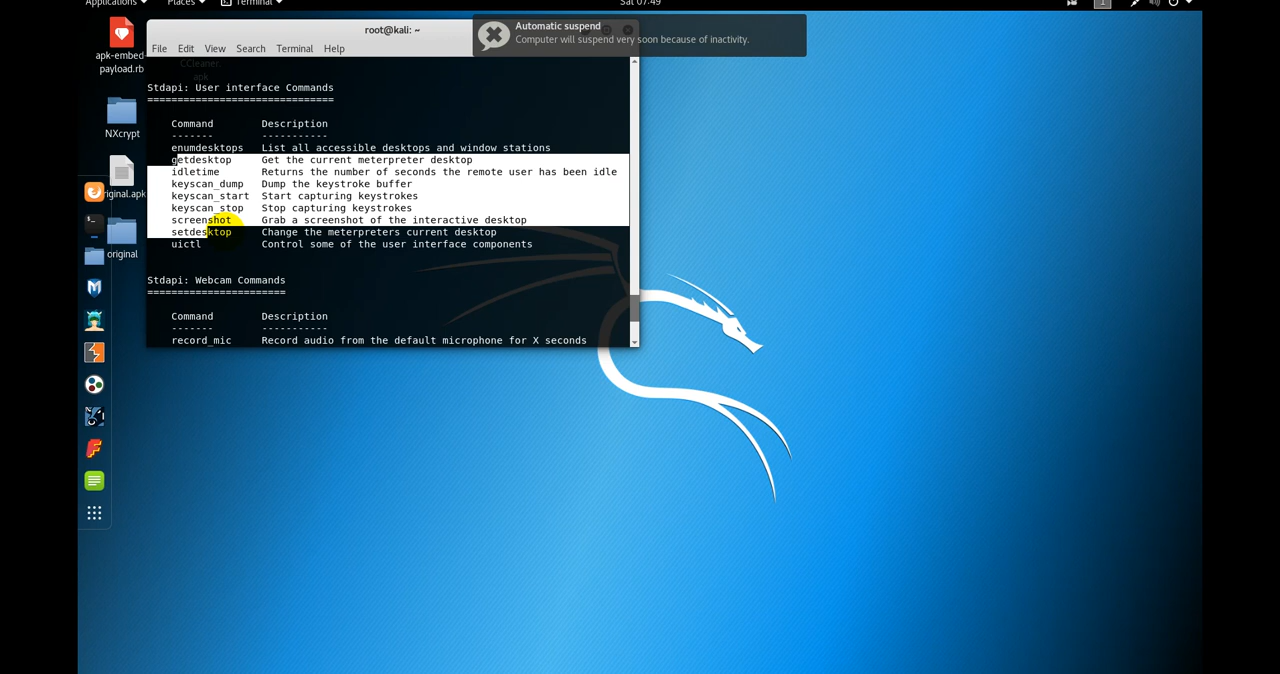 Applications Places Terminal Sat 07:49 1
Automatic suspend
Computer will suspend very soon because of inactivity.
root@kali: ~
File Edit View Search Terminal Help
apk-embed-
payload.rb
CCleaner.
apk
NXcrypt
riginal.apk
original
Stdapi: User interface Commands
===============================
Command Description
------- -----------
enumdesktops List all accessible desktops and window stations
getdesktop Get the current meterpreter desktop
idletime Returns the number of seconds the remote user has been idle
keyscan_dump Dump the keystroke buffer
keyscan_start Start capturing keystrokes
keyscan_stop Stop capturing keystrokes
screenshot Grab a screenshot of the interactive desktop
setdesktop Change the meterpreters current desktop
uictl Control some of the user interface components
Stdapi: Webcam Commands
=======================
Command Description
------- -----------
record_mic Record audio from the default microphone for X seconds